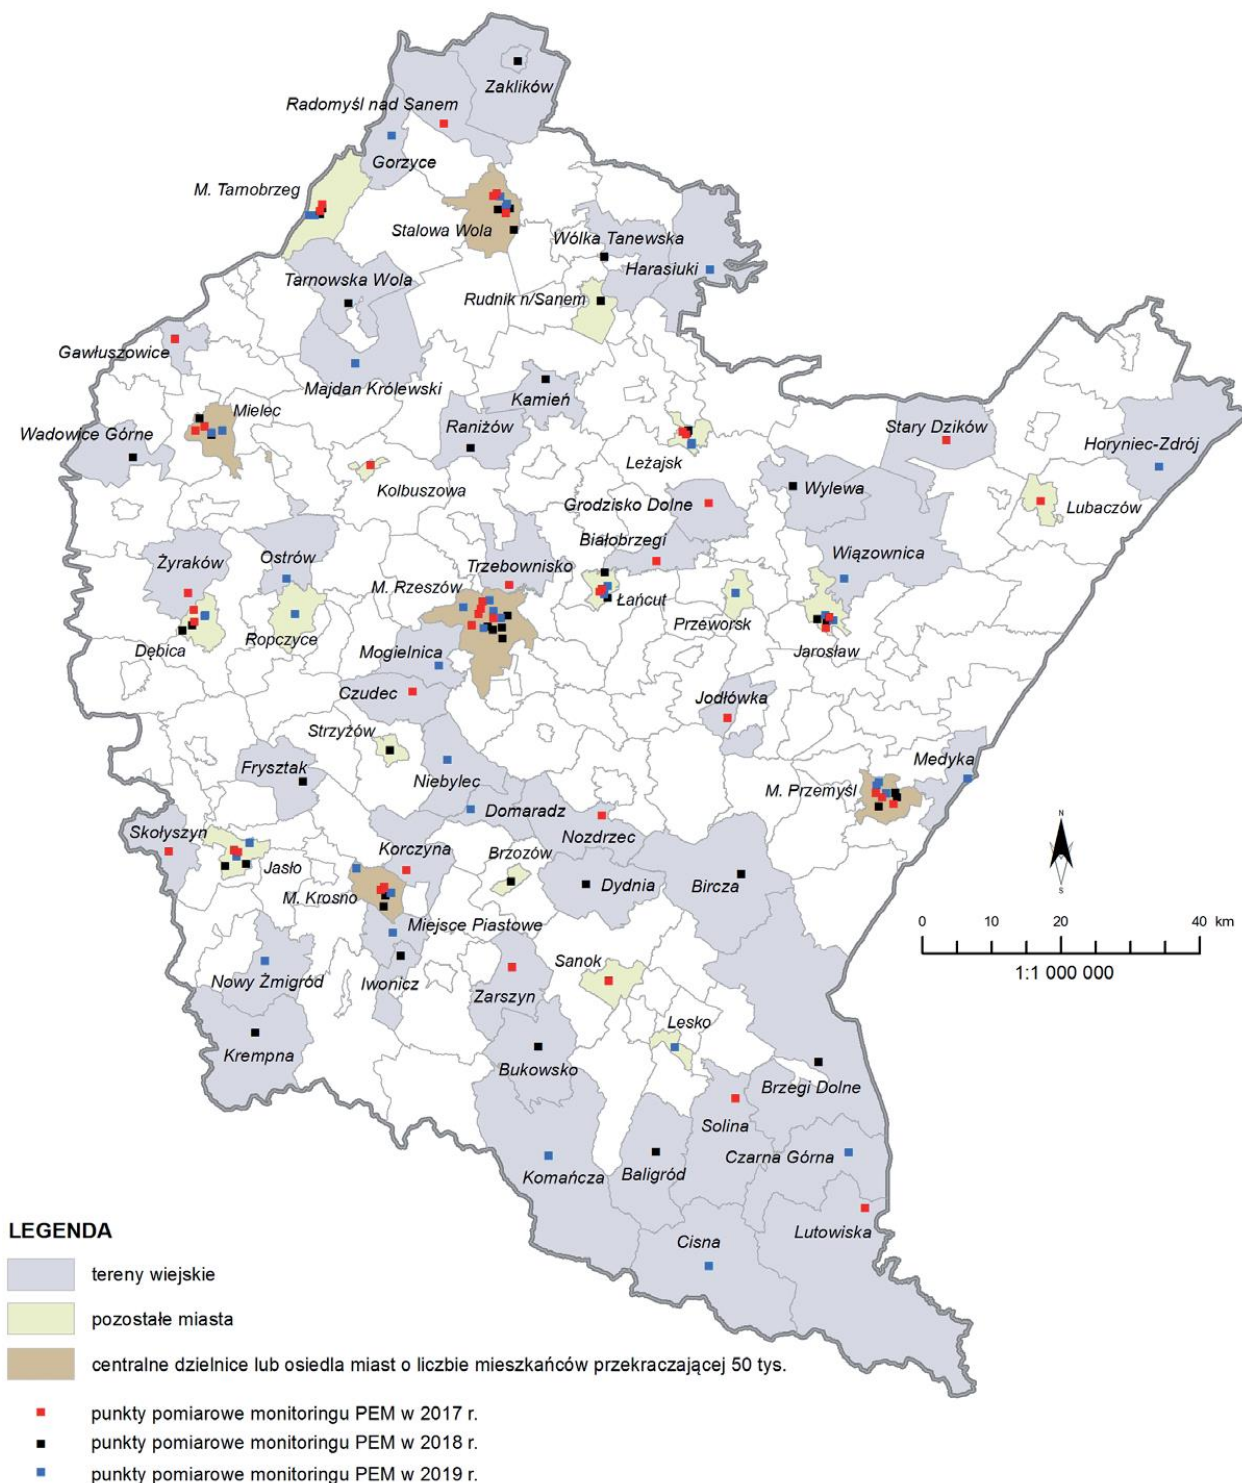 Zaklików
Radomyśl nad Sanem
Gorzyce
M. Tarnobrzeg
Stalowa Wola
Wólka Tanewska
Harasiuki
Tarnowska Wola
Rudnik n/Sanem
Gawłuszowice
Majdan Królewski
Kamień
Mielec
Wadowice Górne
Raniżów
Stary Dzików
Horyniec-Zdrój
Leżajsk
Kolbuszowa
Wylewa
Grodzisko Dolne
Lubaczów
Białobrzegi
Wiązownica
Żyraków
Ostrów
Trzebownisko
M. Rzeszów
Łańcut
Przeworsk
Ropczyce
Dębica
Jarosław
Mogielnica
Czudec
Jodłówka
Strzyżów
Medyka
Frysztak
Niebylec
M. Przemyśl
Domaradz
N
Skołyszyn
Nozdrzec
Korczyna
Brzozów
Jasło
Dydnia
Bircza
S
M. Krosno
0 10 20 40 km
Miejsce Piastowe
Sanok
1:1 000 000
Nowy Żmigród
Iwonicz
Zarszyn
Lesko
Krempna
Bukowsko
Brzegi Dolne
Solina
Czarna Górna
Komańcza
Baligród
LEGENDA
Lutowiska
Cisna
tereny wiejskie
pozostałe miasta
centralne dzielnice lub osiedla miast o liczbie mieszkańców przekraczającej 50 tys.
punkty pomiarowe monitoringu PEM w 2017 r.
punkty pomiarowe monitoringu PEM w 2018 r.
punkty pomiarowe monitoringu PEM w 2019 r.